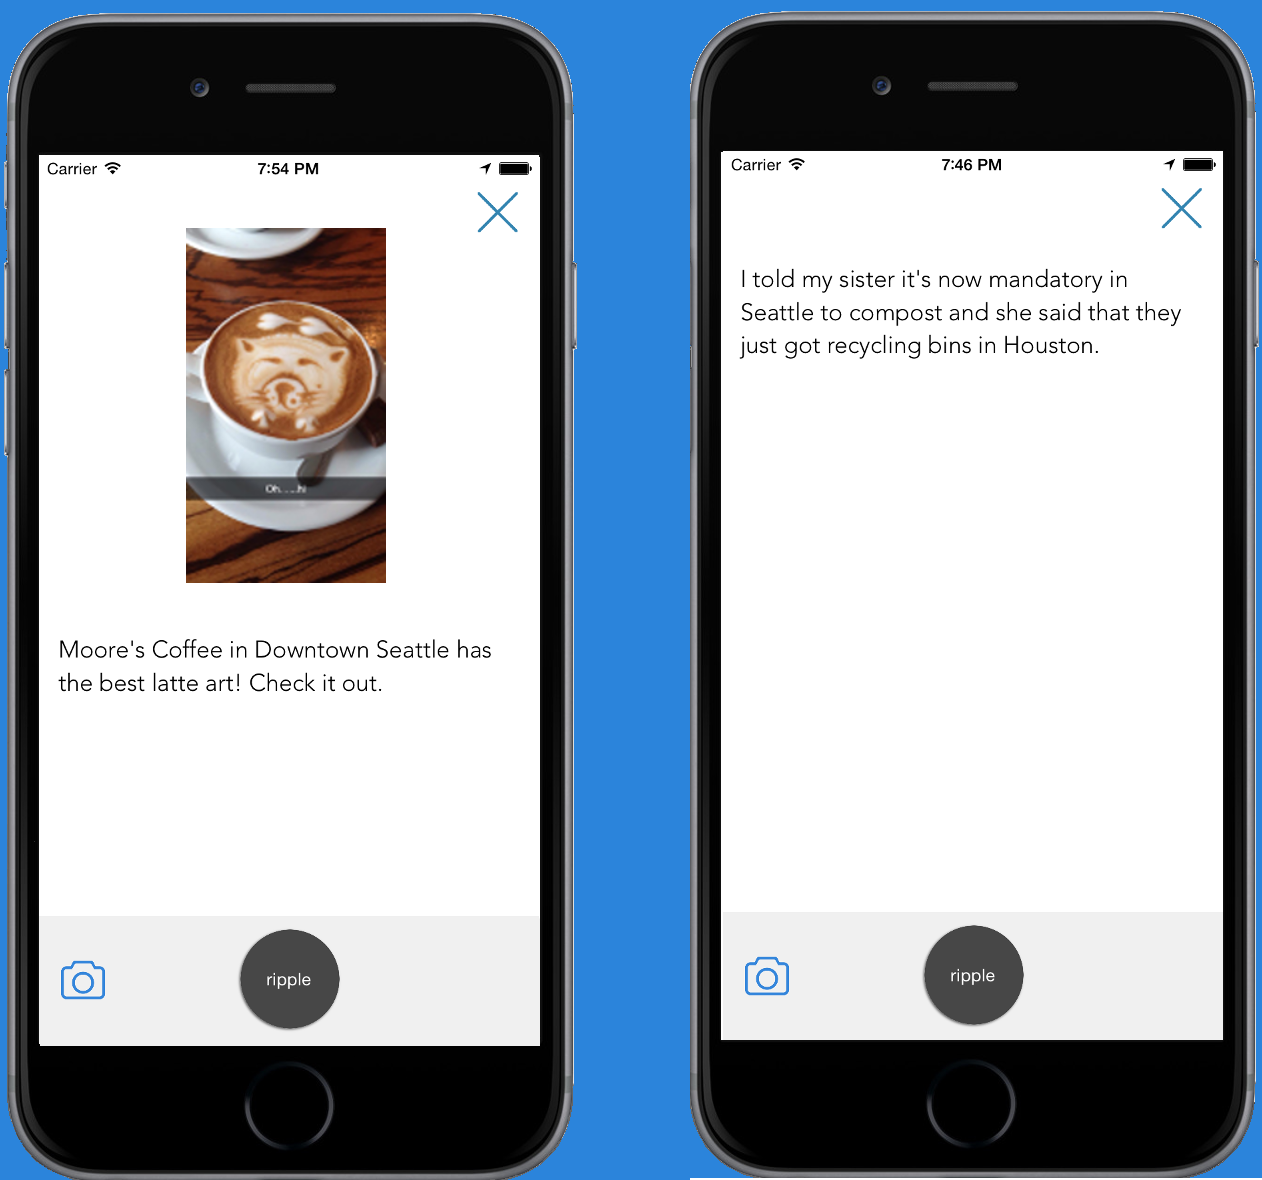 Carrier
7:54 PM
Moore's Coffee in Downtown Seattle has
the best latte art! Check it out.
ripple
Carrier
7:46 PM
I told my sister it's now mandatory in
Seattle to compost and she said that they
just got recycling bins in Houston.
ripple